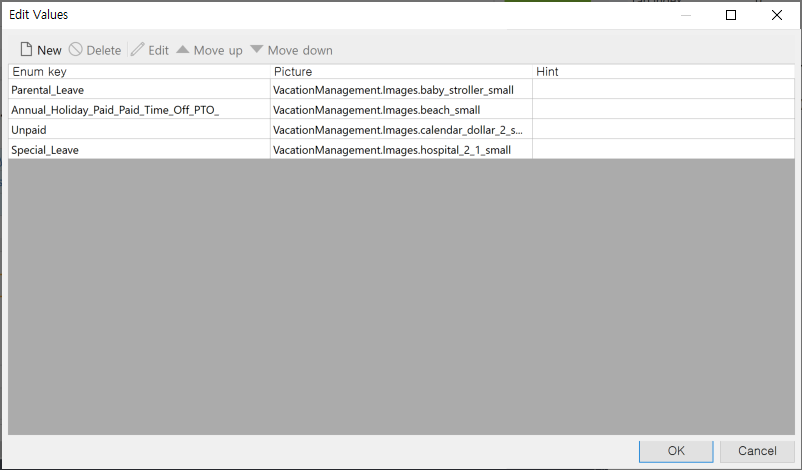 Edit Values
New Delete Edit Move up Move down
Enum key Picture Hint
Parental_Leave VacationManagement.Images.baby_stroller_small
Annual_Holiday_Paid_Paid_Time_Off_PTO_ VacationManagement.Images.beach_small
Unpaid VacationManagement.Images.calendar_dollar_2_s...
Special_Leave VacationManagement.Images.hospital_2_1_small
OK Cancel